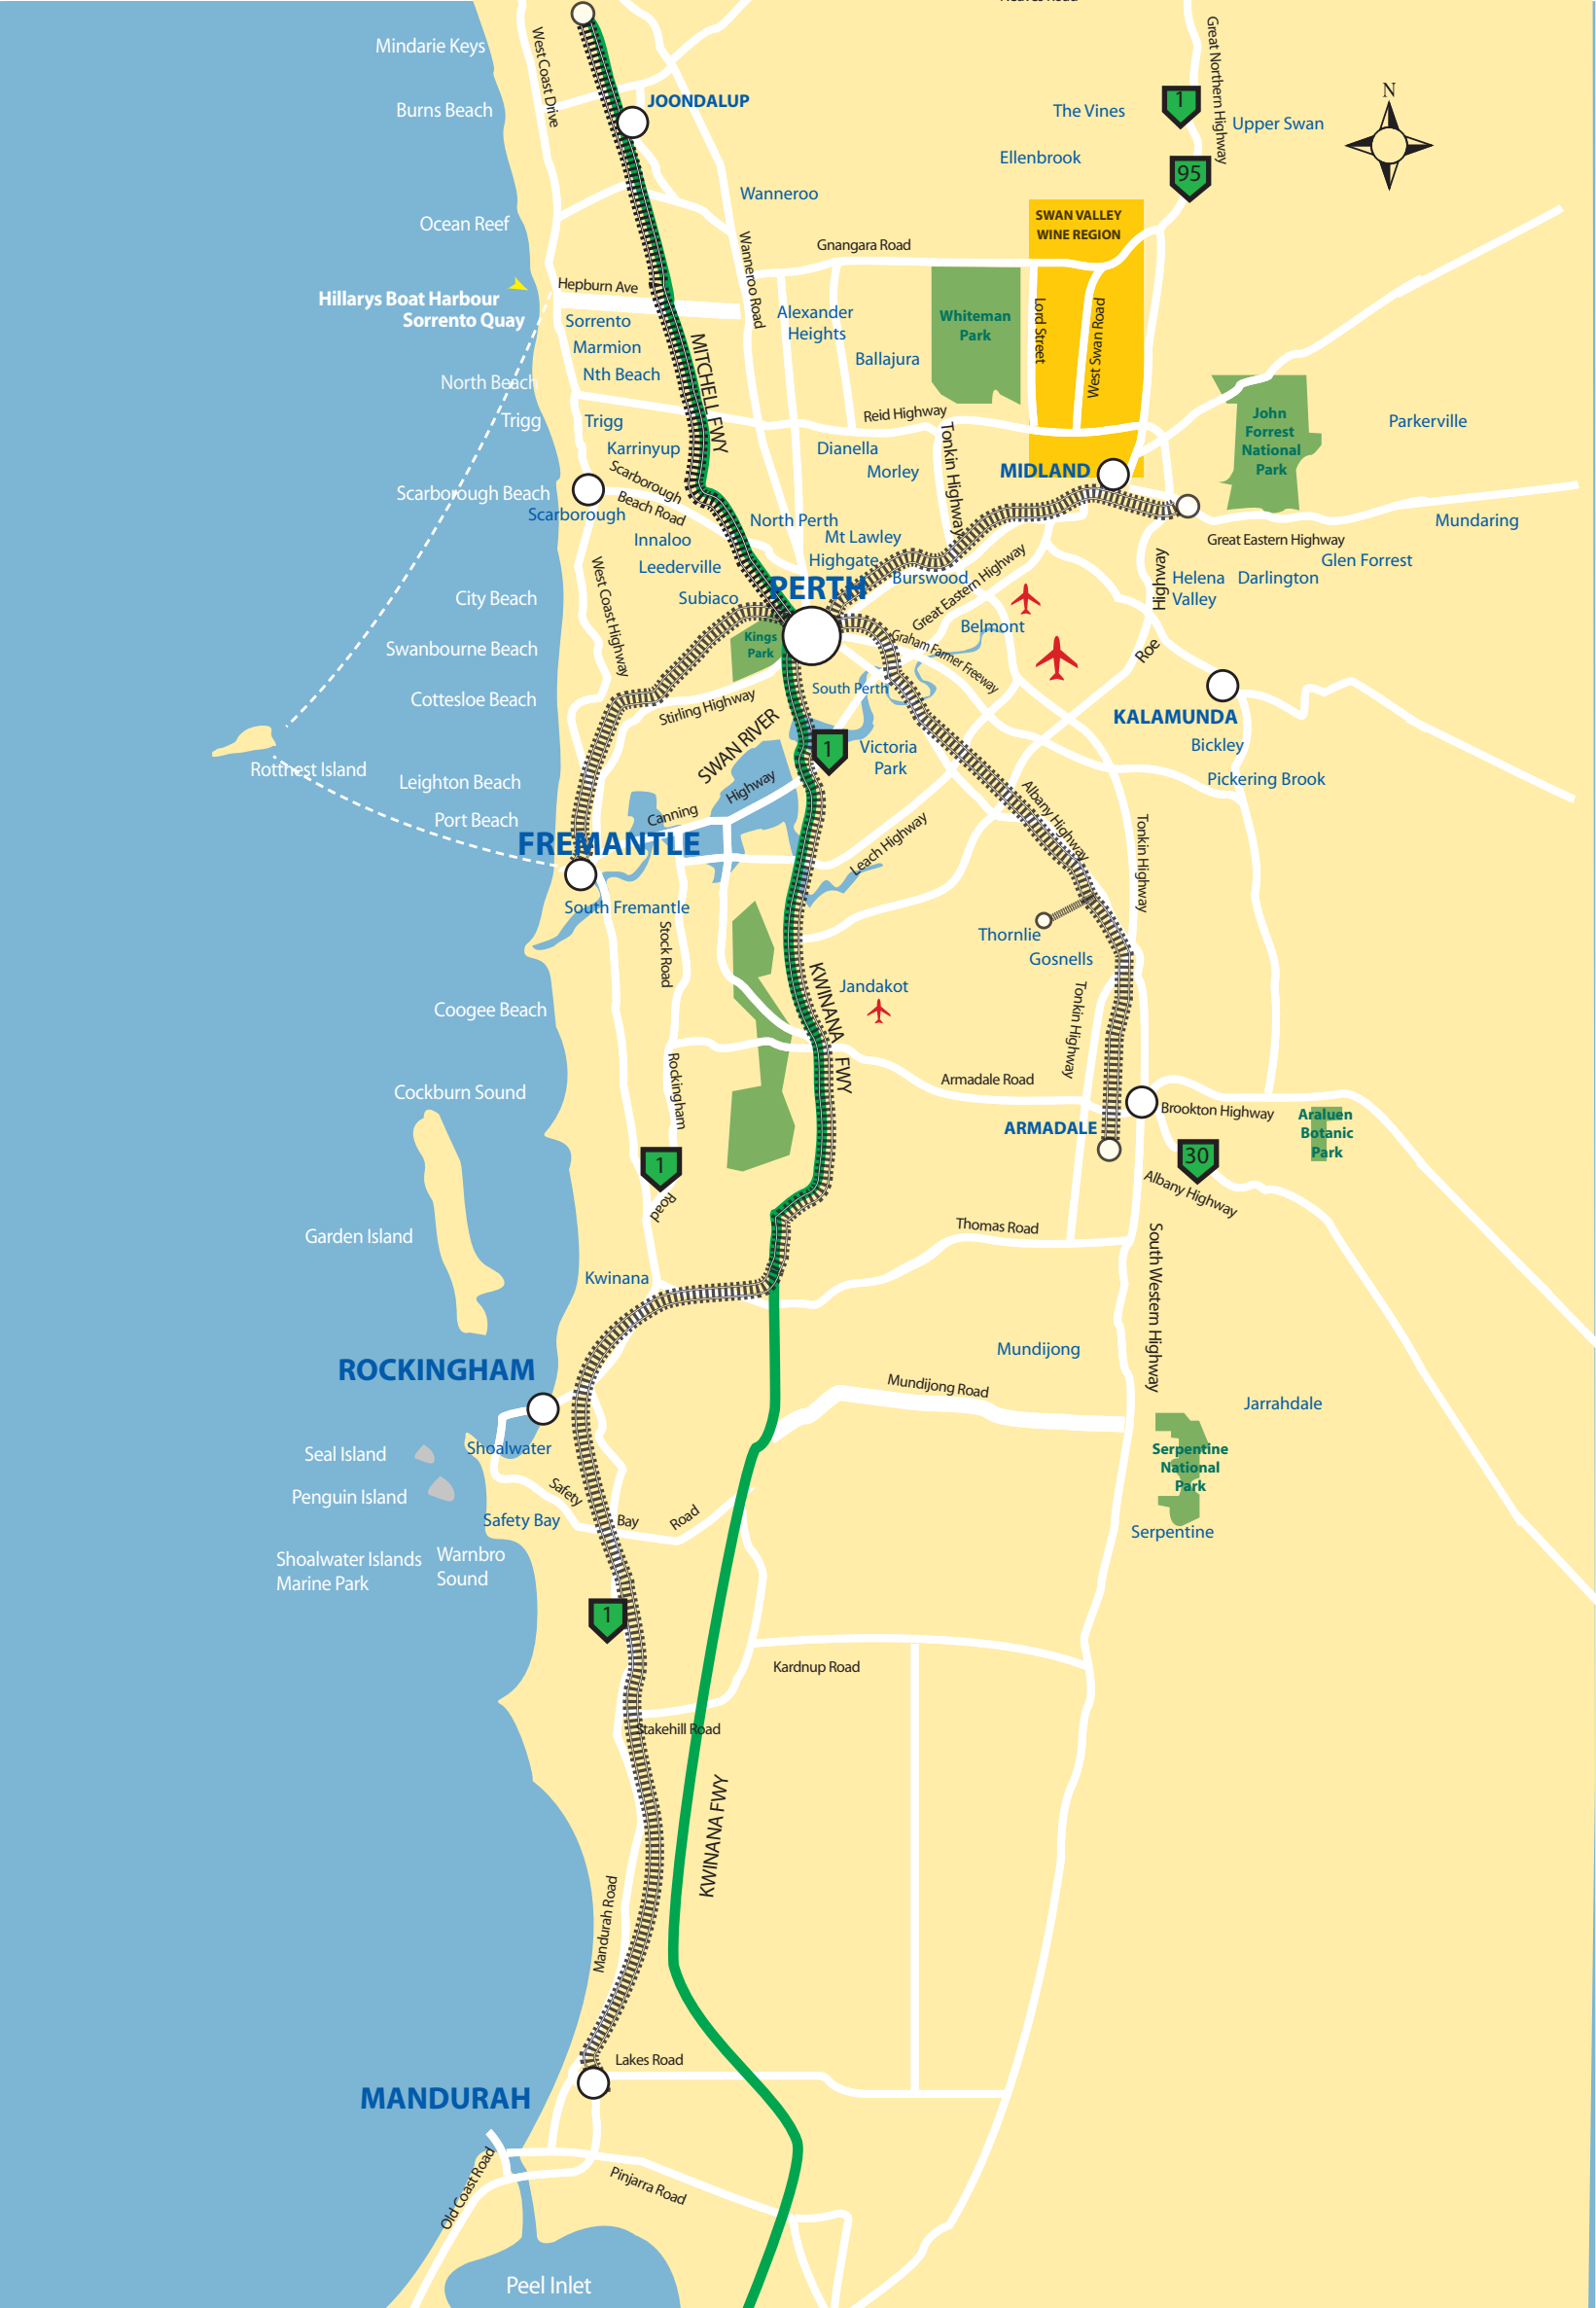 Mindarie Keys
West Coast Drive
Great Northern Highway
JOONDALUP
Burns Beach
The Vines
1
Upper Swan
N
Ellenbrook
95
Wanneroo
Ocean Reef
SWAN VALLEY
WINE REGION
Gnangara Road
Wanneroo Road
Hepburn Ave
Hillarys Boat Harbour
Sorrento Quay
Sorrento
Marmion
Nth Beach
MITCHELL FWY
Alexander
Heights
Ballajura
Whiteman
Park
Lord Street
West Swan Road
North Beach
Trigg
Trigg
Karrinyup
Reid Highway
Dianella
Morley
Tonkin Highway
MIDLAND
John
Forrest
National
Park
Parkerville
Scarborough Beach
Scarborough
Scarborough
Beach Road
Innaloo
Leederville
North Perth
Mt Lawley
Highgate
Burswood
Great Eastern Highway
Mundaring
Great Eastern Highway
Glen Forrest
Helena
Valley
Darlington
Highway
Roe
West Coast Highway
City Beach
Subiaco
PERTH
Kings
Park
Belmont
Graham Farmer Freeway
Swanbourne Beach
Cottesloe Beach
Stirling Highway
South Perth
SWAN RIVER
KALAMUNDA
Bickley
Pickering Brook
Rottnest Island
Leighton Beach
Port Beach
1
Victoria
Park
Canning
Highway
Albany Highway
Leach Highway
Tonkin Highway
FREMANTLE
South Fremantle
Stock Road
Thornlie
Gosnells
KWINANA
FWY
Jandakot
Tonkin Highway
Coogee Beach
Rockingham
Road
Cockburn Sound
Armadale Road
ARMADALE
Brookton Highway
Araluen
Botanic
Park
1
30
Albany Highway
Garden Island
Thomas Road
South Western Highway
Kwinana
Mundijong
ROCKINGHAM
Mundijong Road
Jarrahdale
Seal Island
Shoalwater
Serpentine
National
Park
Penguin Island
Safety
Bay
Road
Safety Bay
Serpentine
Shoalwater Islands
Marine Park
Warnbro
Sound
1
Kardnup Road
Stakehill Road
KWINANA FWY
Mandurah Road
Lakes Road
MANDURAH
Old Coast Road
Pinjarra Road
Peel Inlet